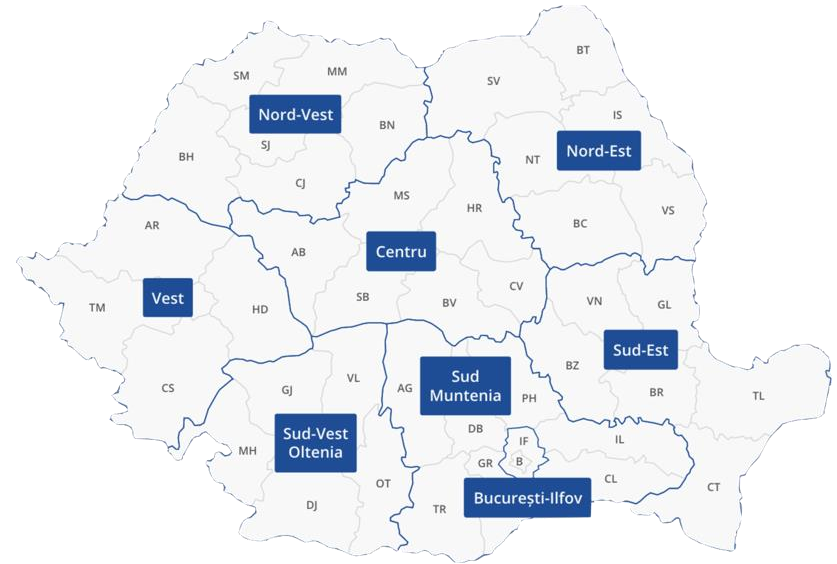 BT
SM
MM
SV
Nord-Vest
IS
BN
SJ
Nord-Est
BH
NT
CJ
MS
HR
VS
AR
BC
AB
Centru
CV
Vest
SB
BV
VN
GL
TM
HD
Sud-Est
BZ
CS
GJ
VL
AG
Sud
Muntenia
PH
BR
TL
DB
Sud-Vest
Oltenia
MH
IF
IL
B
GR
OT
CL
CT
București-Ilfov
DJ
TR